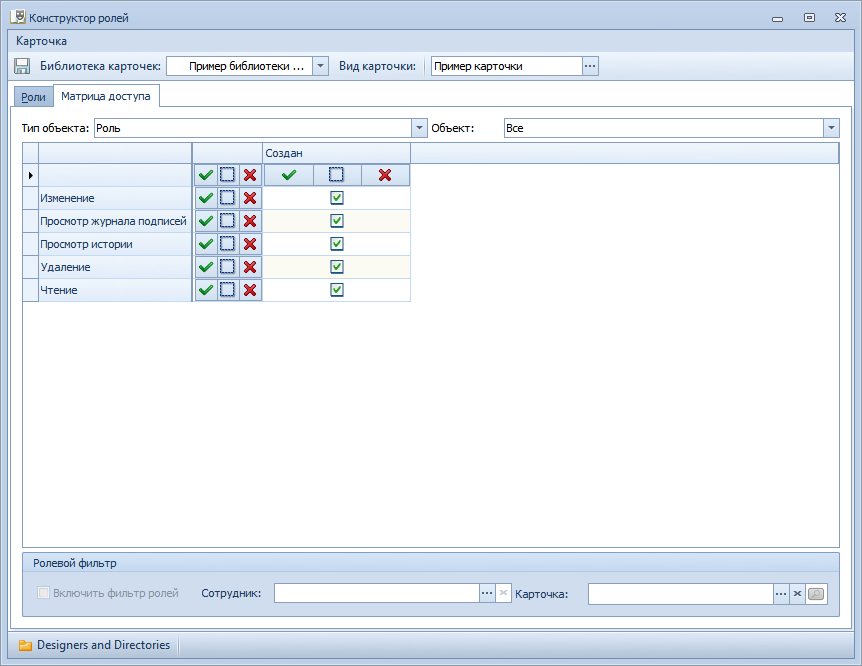 Конструктор ролей
Карточка
Библиотека карточек: Пример библиотеки ... Вид карточки: Пример карточки ...
Роли Матрица доступа
Тип объекта: Роль Объект: Все
Создан
Изменение
Просмотр журнала подписей
Просмотр истории
Удаление
Чтение
Ролевой фильтр
Включить фильтр ролей Сотрудник: ... Карточка: ...
Designers and Directories